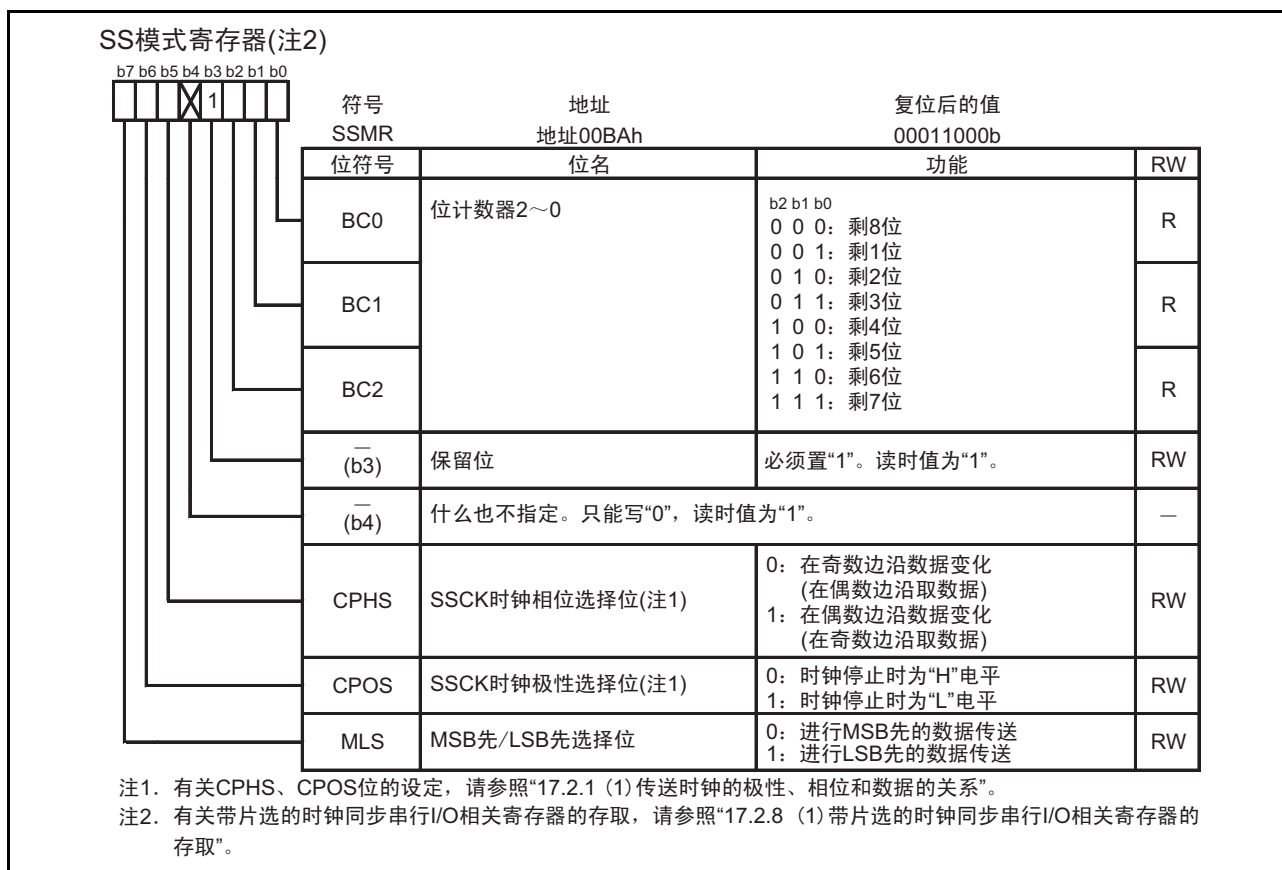 SS模式寄存器(注2)
b7 b6 b5 b4 b3 b2 b1 b0
1
符号 地址 复位后的值
SSMR 地址00BAh 00011000b
位符号 位名 功能 RW
BC0 位计数器2～0 R
b2 b1 b0
0 0 0：剩8位
0 0 1：剩1位
0 1 0：剩2位
0 1 1：剩3位
1 0 0：剩4位
1 0 1：剩5位
1 1 0：剩6位
1 1 1：剩7位
BC1 R
BC2 R
—
(b3) 保留位 必须置“1”。读时值为“1”。 RW
—
(b4) 什么也不指定。只能写“0”，读时值为“1”。 —
CPHS SSCK时钟相位选择位(注1) RW
0：在奇数边沿数据变化
(在偶数边沿取数据)
1：在偶数边沿数据变化
(在奇数边沿取数据)
CPOS SSCK时钟极性选择位(注1) RW
0：时钟停止时为“H”电平
1：时钟停止时为“L”电平
MLS MSB先/LSB先选择位 RW
0：进行MSB先的数据传送
1：进行LSB先的数据传送
注1. 有关CPHS、CPOS位的设定，请参照“17.2.1 (1)传送时钟的极性、相位和数据的关系”。
注2. 有关带片选的时钟同步串行I/O相关寄存器的存取，请参照“17.2.8 (1)带片选的时钟同步串行I/O相关寄存器的
存取”。